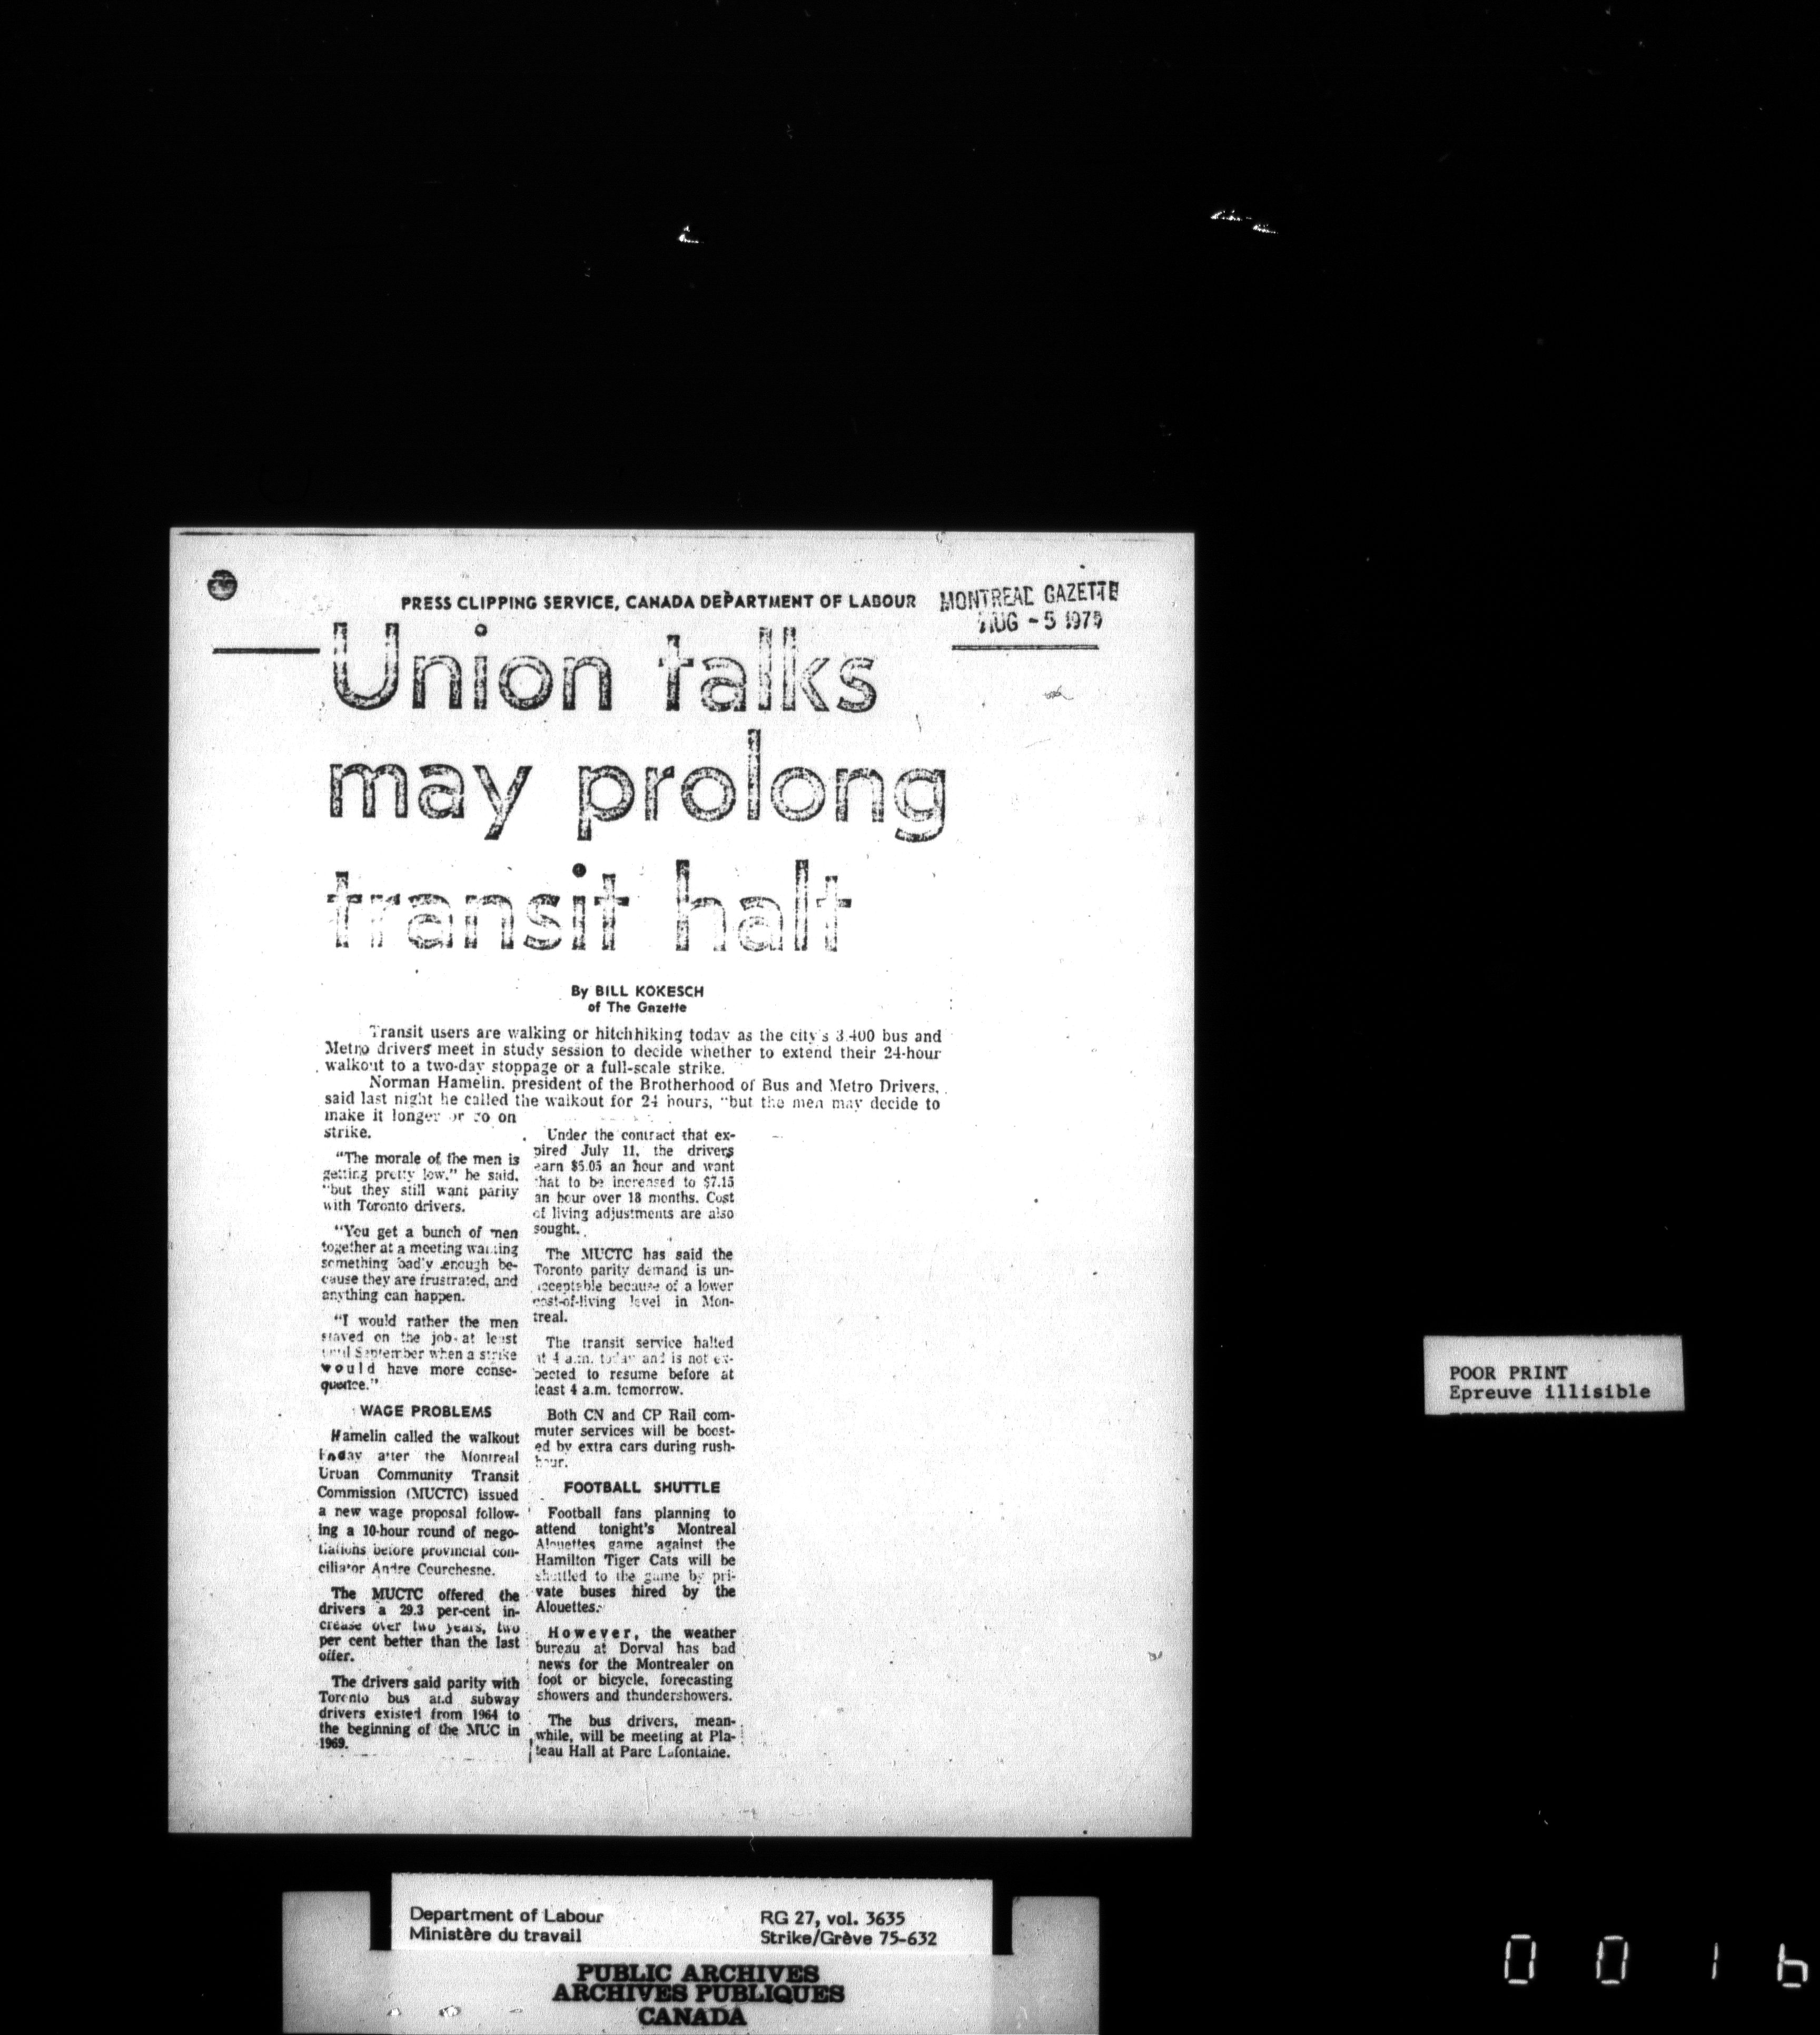 PRESS CLIPPING SERVICE, CANADA DEPARTMENT OF LABOUR
MONTREAL GAZETTE
AUG - 5 1975
Union talks
may prolong
transit halt
By BILL KOKESCH
of The Gazette
Transit users are walking or hitchhiking today as the city's 3,400 bus and
Metro drivers meet in study session to decide whether to extend their 24-hour
walkout to a two-day stoppage or a full-scale strike.
Norman Hamelin, president of the Brotherhood of Bus and Metro Drivers,
said last night he called the walkout for 24 hours, "but the men may decide to
make it longer or go on
strike.
"The morale of the men is
getting pretty low," he said,
"but they still want parity
with Toronto drivers.
"You get a bunch of men
together at a meeting wanting
something badly enough be-
cause they are frustrated, and
anything can happen.
"I would rather the men
stayed on the job at least
until September when a strike
would have more conse-
quence."
WAGE PROBLEMS
Hamelin called the walkout
Friday after the Montreal
Urban Community Transit
Commission (MUCTC) issued
a new wage proposal follow-
ing a 10-hour round of nego-
tiations before provincial con-
ciliator Andre Courchesne.
The MUCTC offered the
drivers a 29.3 per-cent in-
crease over two years, two
per cent better than the last
offer.
The drivers said parity with
Toronto bus and subway
drivers existed from 1964 to
the beginning of the MUC in
1969.
Under the contract that ex-
pired July 11, the drivers
earn $5.05 an hour and want
that to be increased to $7.15
an hour over 18 months. Cost
of living adjustments are also
sought.
The MUCTC has said the
Toronto parity demand is un-
acceptable because of a lower
cost-of-living level in Mon-
treal.
The transit service halted
at 4 a.m. today and is not ex-
pected to resume before at
least 4 a.m. tomorrow.
Both CN and CP Rail com-
muter services will be boost-
ed by extra cars during rush-
hour.
FOOTBALL SHUTTLE
Football fans planning to
attend tonight's Montreal
Alouettes game against the
Hamilton Tiger Cats will be
shuttled to the game by pri-
vate buses hired by the
Alouettes.
However, the weather
bureau at Dorval has bad
news for the Montrealer on
foot or bicycle, forecasting
showers and thundershowers.
The bus drivers, mean-
while, will be meeting at Pla-
teau Hall at Parc Lafontaine.
POOR PRINT
Epreuve illisible
Department of Labour
Ministère du travail
RG 27, vol. 3635
Strike/Grève 75-632
PUBLIC ARCHIVES
ARCHIVES PUBLIQUES
CANADA
0016